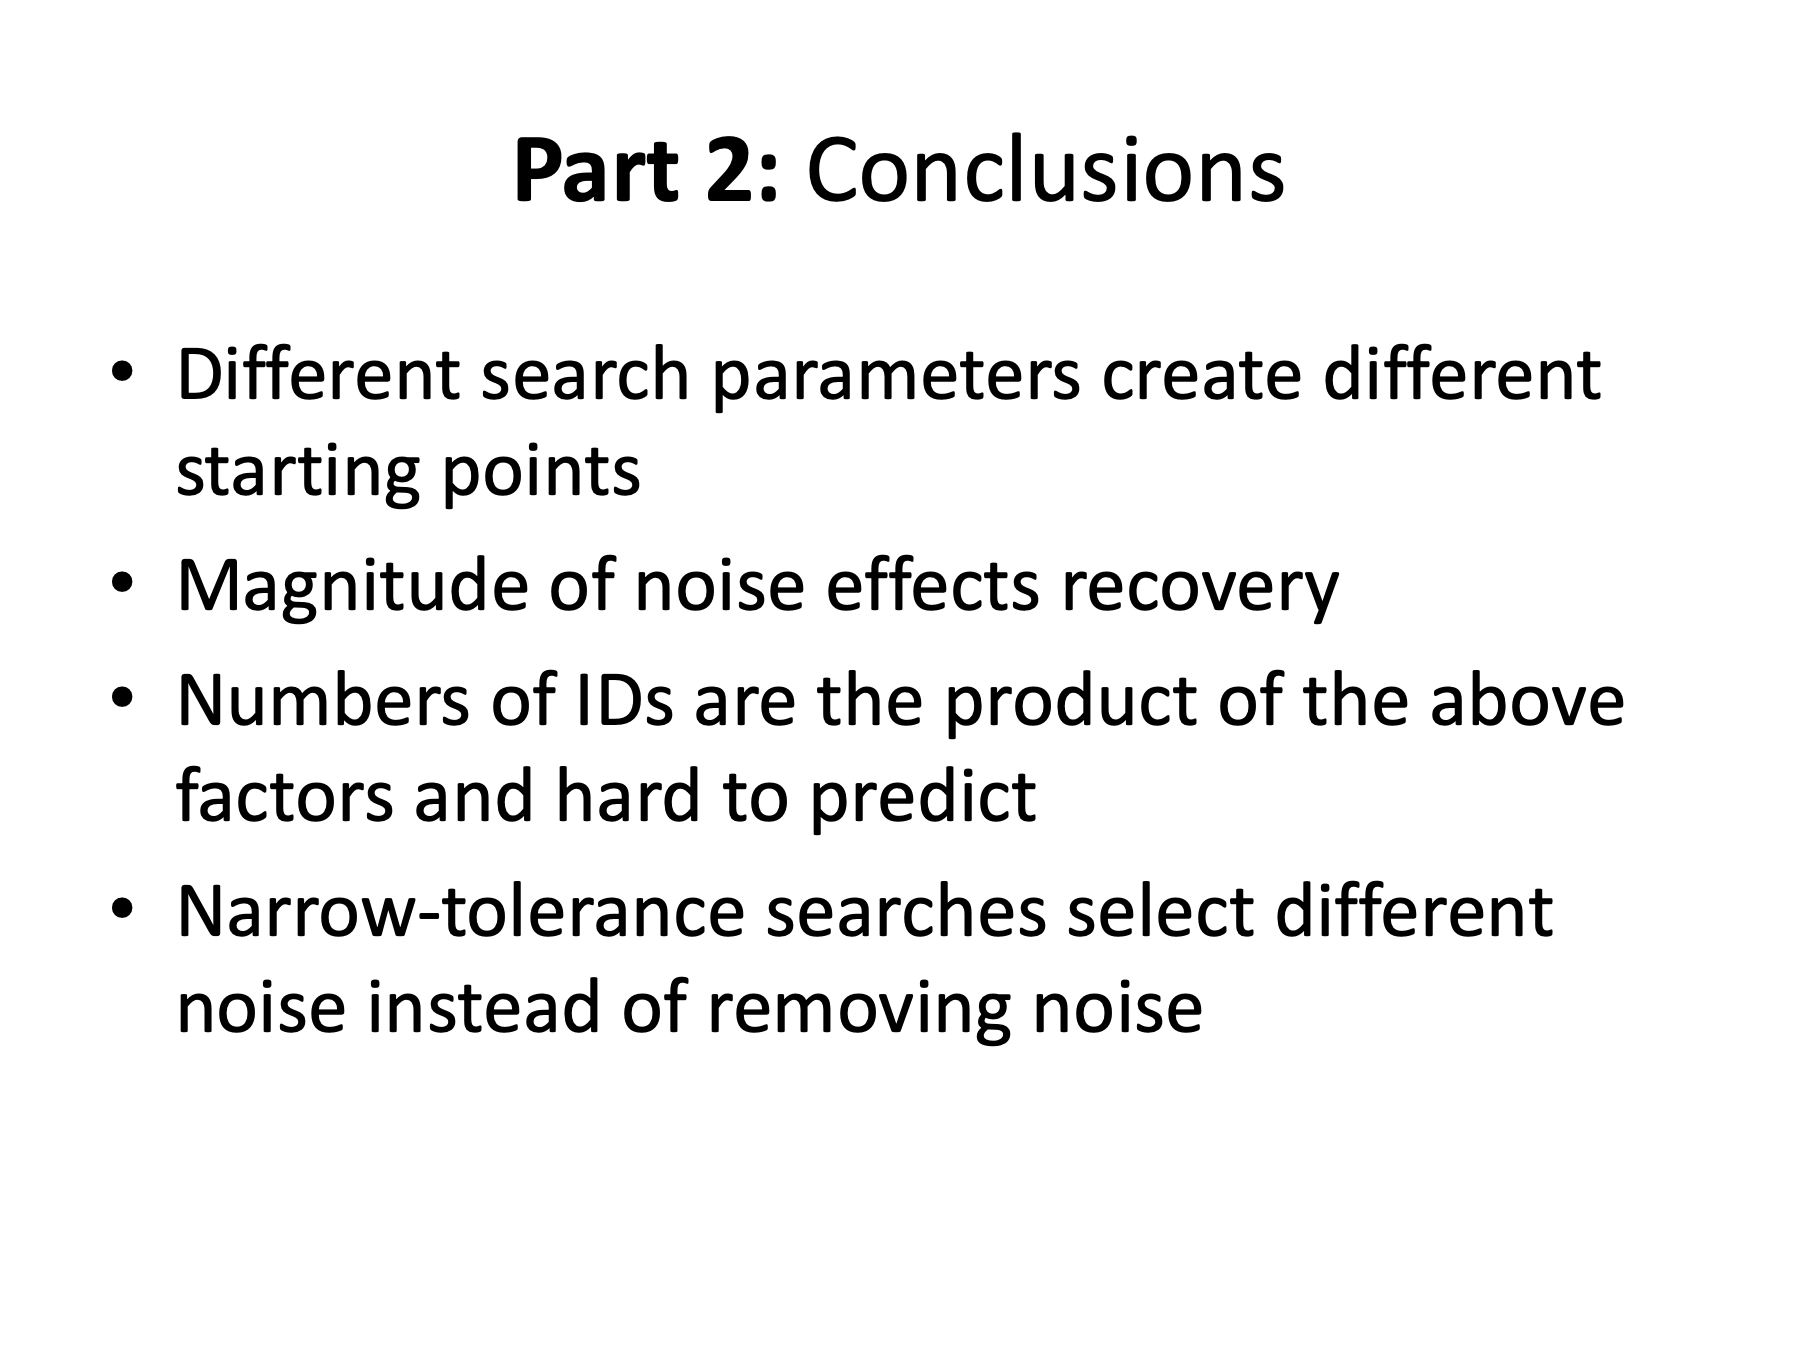 Part 2: Conclusions
• Different search parameters create different
starting points
• Magnitude of noise effects recovery
• Numbers of IDs are the product of the above
factors and hard to predict
• Narrow-tolerance searches select different
noise instead of removing noise